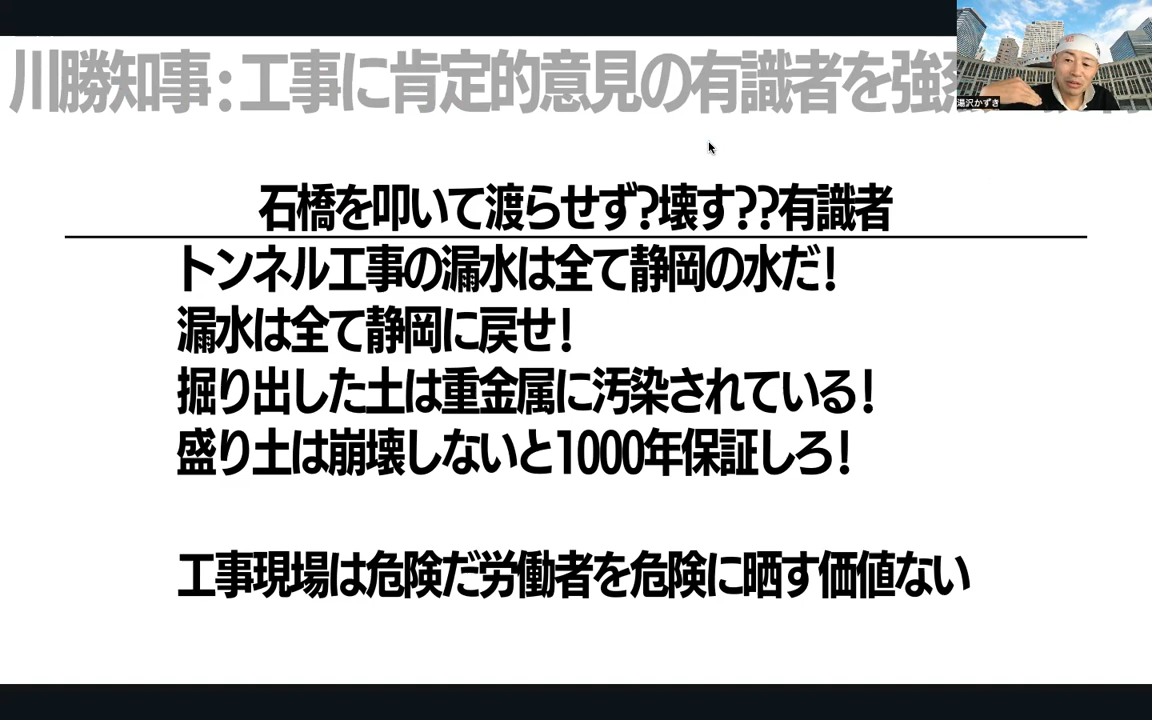 川勝知事:工事に肯定的意見の有識者を強
湯沢かずき
石橋を叩いて渡らせず?壊す??有識者
トンネル工事の漏水は全て静岡の水だ!
漏水は全て静岡に戻せ!
掘り出した土は重金属に汚染されている!
盛り土は崩壊しないと1000年保証しろ!
工事現場は危険だ労働者を危険に晒す価値ない